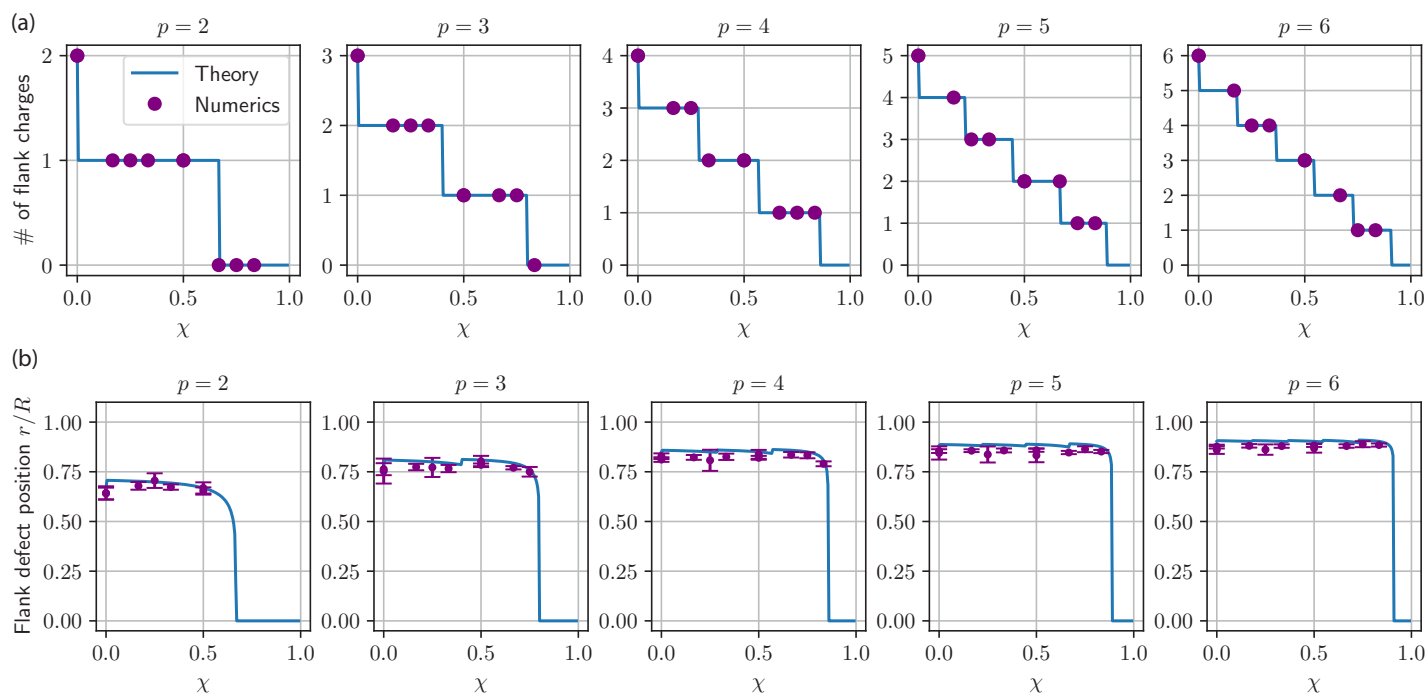 (a)
p = 2
p = 3
p = 4
p = 5
p = 6
# of flank charges
2
1
0
Theory
Numerics
3
2
1
0
4
3
2
1
0
5
4
3
2
1
0
6
5
4
3
2
1
0
0.0 0.5 1.0
0.0 0.5 1.0
0.0 0.5 1.0
0.0 0.5 1.0
0.0 0.5 1.0
χ
χ
χ
χ
χ
(b)
p = 2
p = 3
p = 4
p = 5
p = 6
Flank defect position r/R
1.00
0.75
0.50
0.25
0.00
1.00
0.75
0.50
0.25
0.00
1.00
0.75
0.50
0.25
0.00
1.00
0.75
0.50
0.25
0.00
1.00
0.75
0.50
0.25
0.00
0.0 0.5 1.0
0.0 0.5 1.0
0.0 0.5 1.0
0.0 0.5 1.0
0.0 0.5 1.0
χ
χ
χ
χ
χ